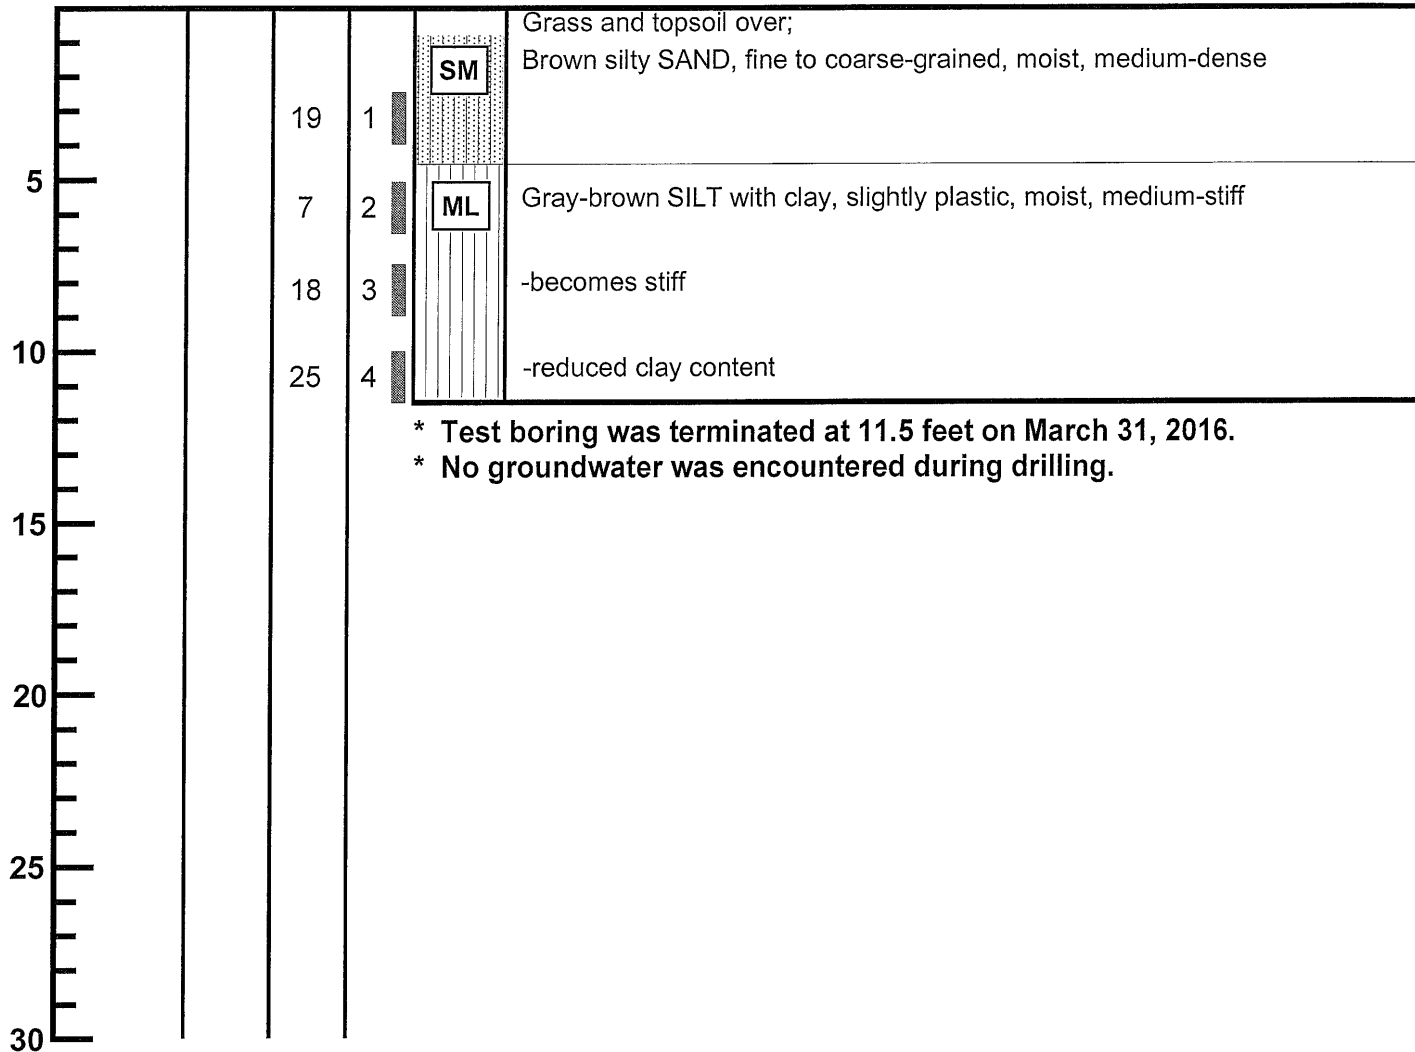 Grass and topsoil over;
SM
Brown silty SAND, fine to coarse-grained, moist, medium-dense
19 1
5
7 2 ML Gray-brown SILT with clay, slightly plastic, moist, medium-stiff
18 3 -becomes stiff
10
25 4 -reduced clay content
* Test boring was terminated at 11.5 feet on March 31, 2016.
* No groundwater was encountered during drilling.
15
20
25
30